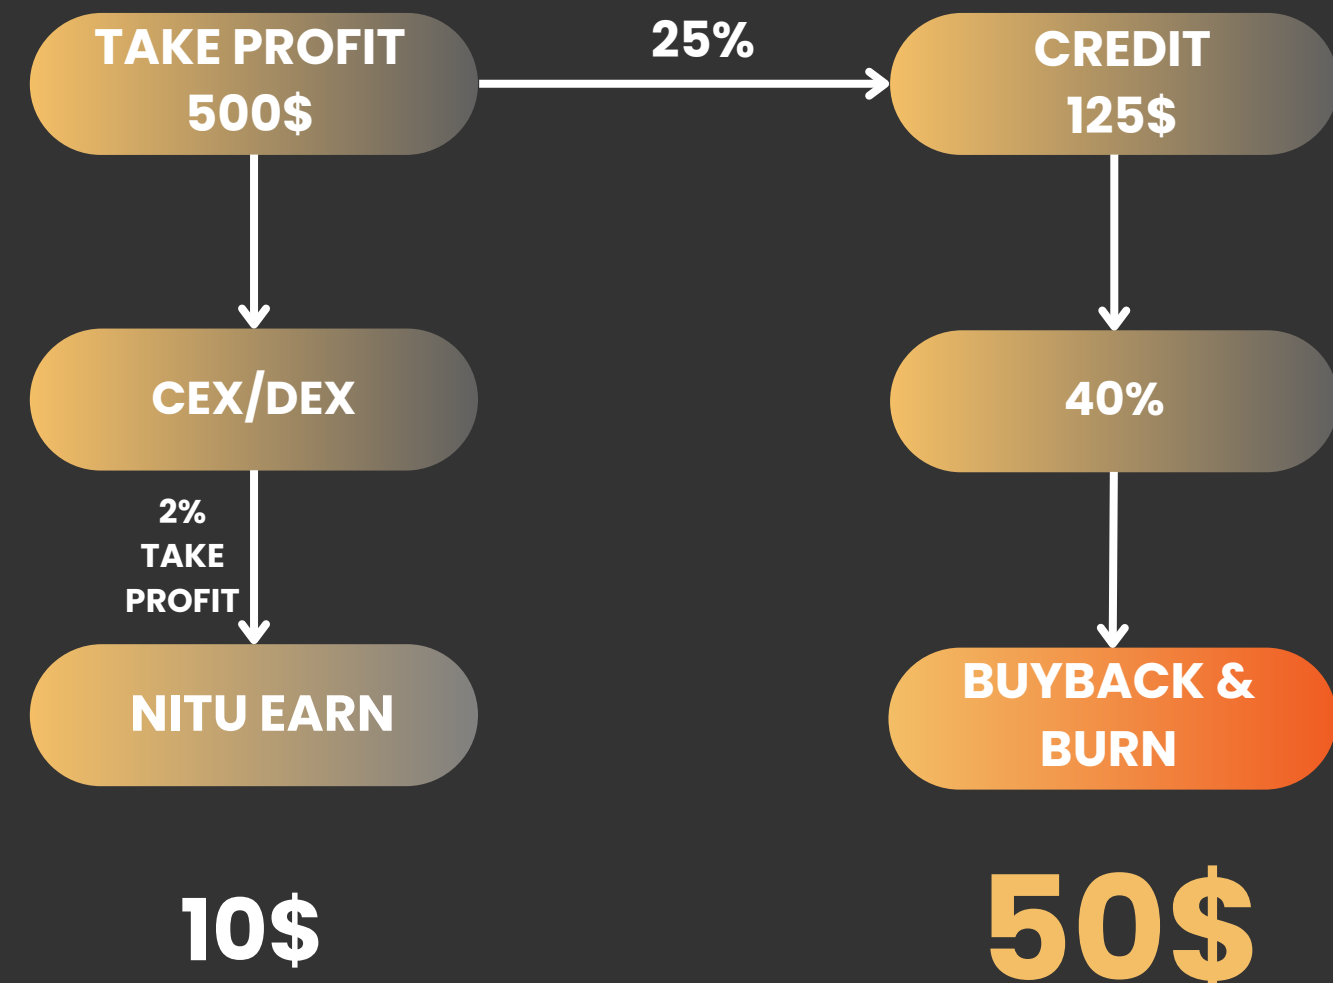 TAKE PROFIT
500$
25%
CREDIT
125$
CEX/DEX
40%
2%
TAKE
PROFIT
NITU EARN
BUYBACK &
BURN
10$
50$